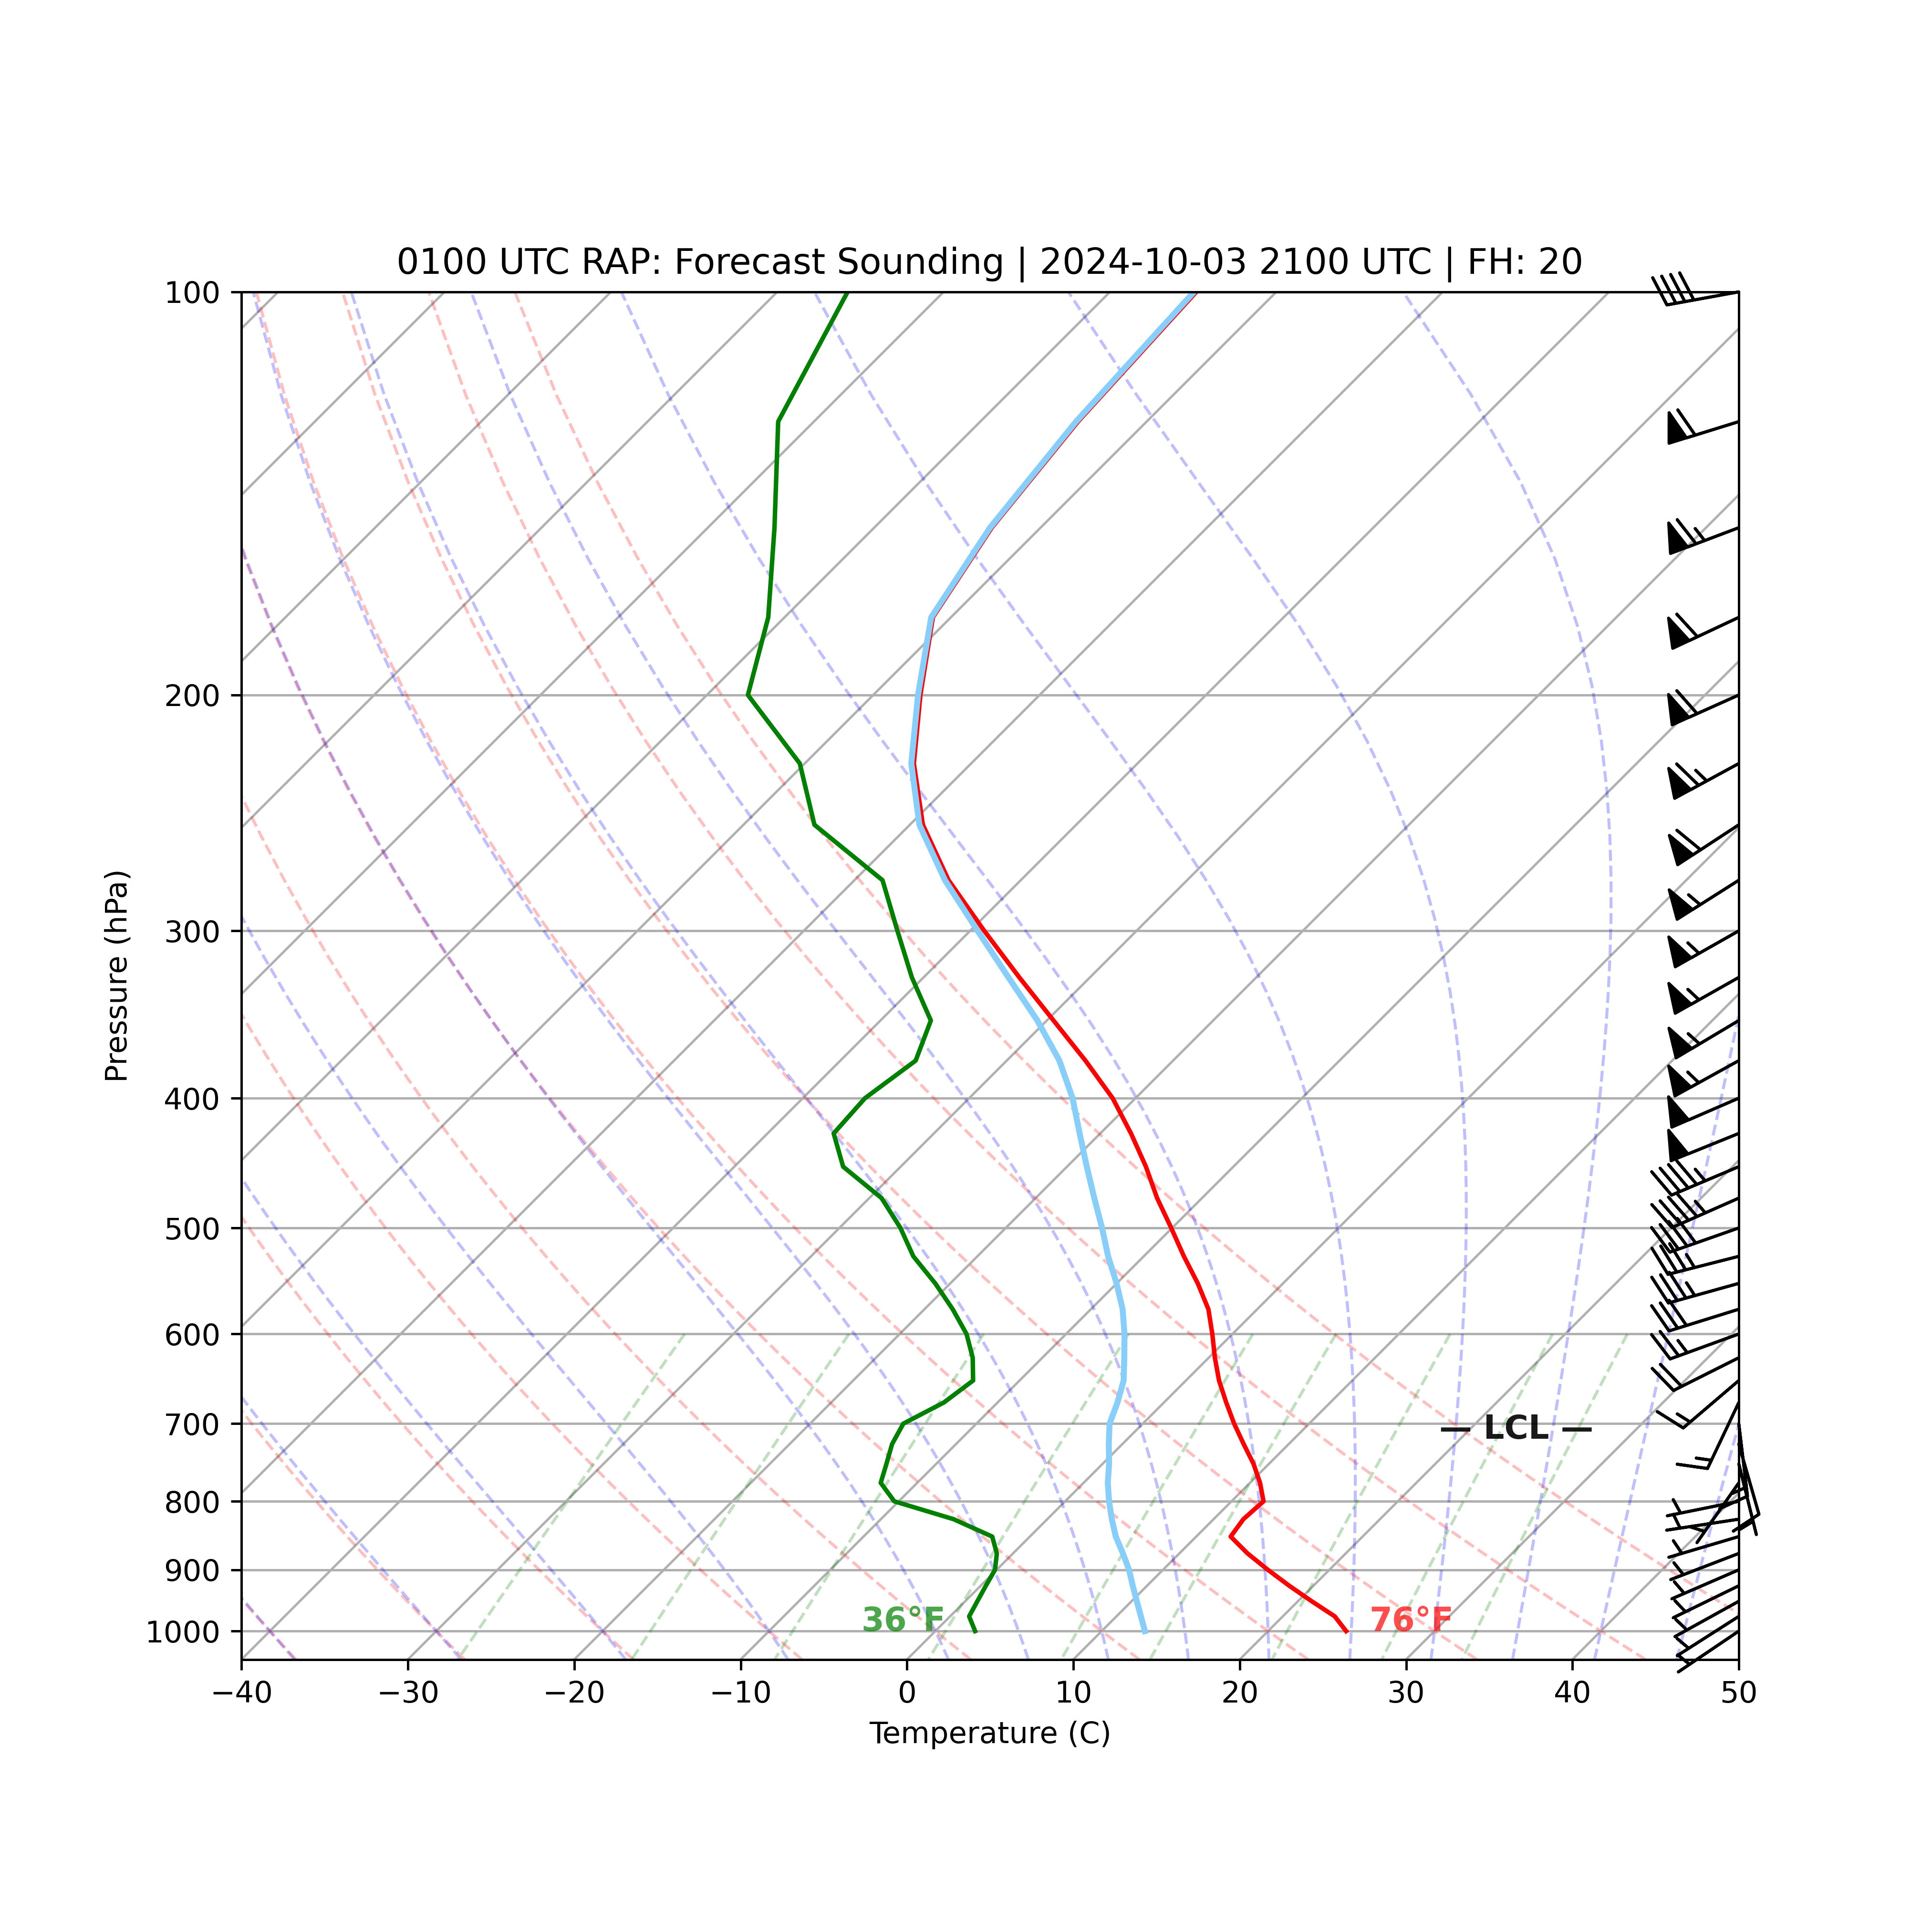 0100 UTC RAP: Forecast Sounding | 2024-10-03 2100 UTC | FH: 20
100
200
300
400
500
600
700
800
900
1000
Pressure (hPa)
— LCL —
36°F
76°F
−40 −30 −20 −10 0 10 20 30 40 50
Temperature (C)